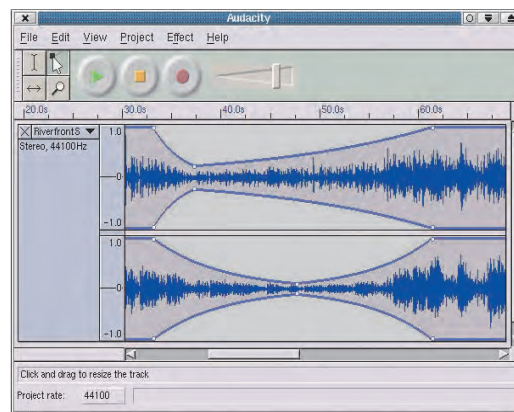 Audacity
File Edit View Project Effect Help
20.0s 30.0s 40.0s 50.0s 60.0s
RiverfrontS
Stereo, 44100Hz
1.0
0
-1.0
1.0
0
-1.0
Click and drag to resize the track
Project rate: 44100